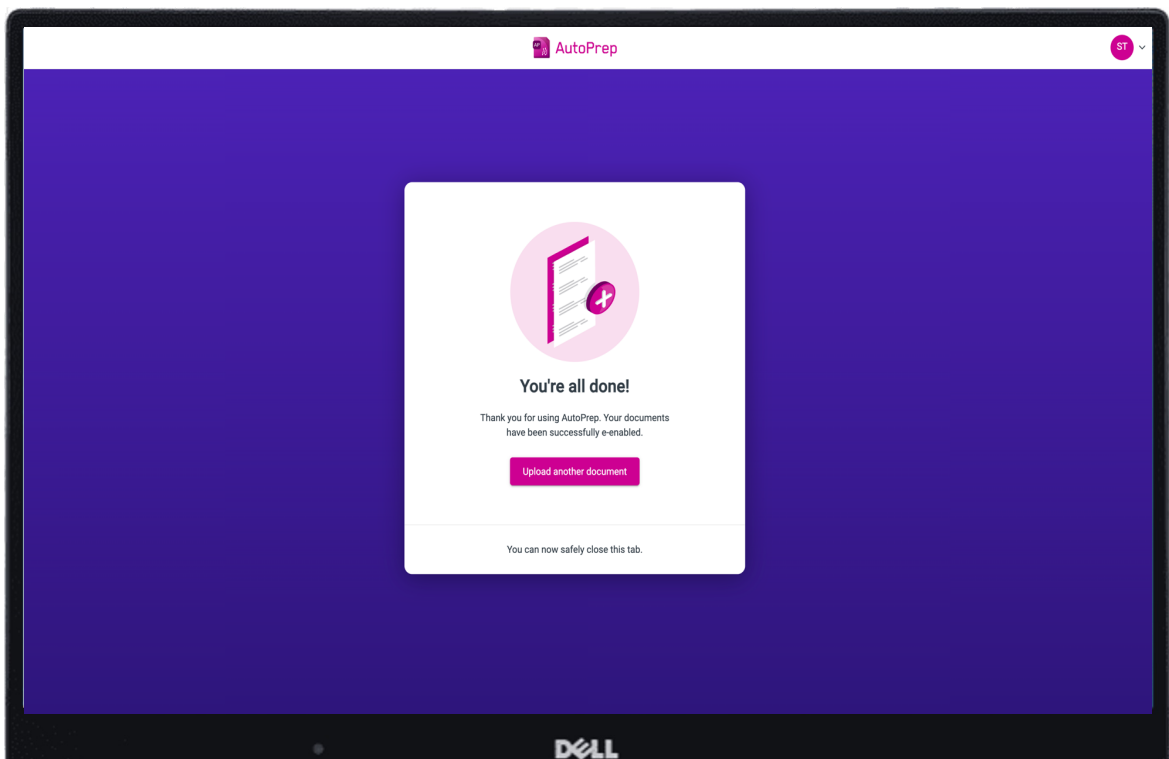 AP
AutoPrep
ST
You're all done!
Thank you for using AutoPrep. Your documents
have been successfully e-enabled.
Upload another document
You can now safely close this tab.
DELL